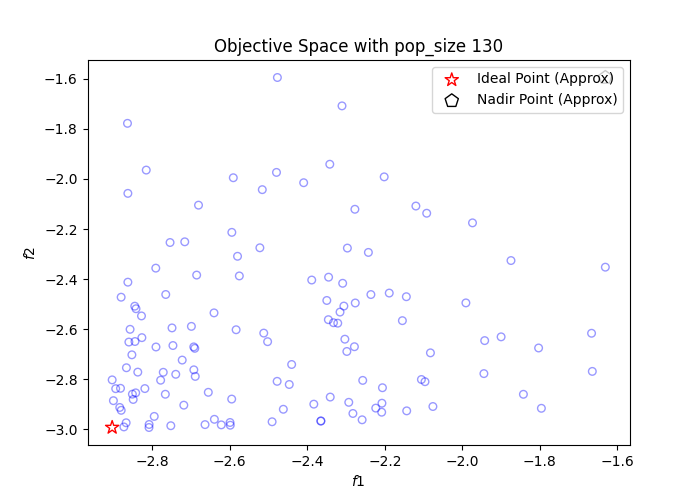 Objective Space with pop_size 130
Ideal Point (Approx)
Nadir Point (Approx)
f2
−1.6
−1.8
−2.0
−2.2
−2.4
−2.6
−2.8
−3.0
−2.8 −2.6 −2.4 −2.2 −2.0 −1.8 −1.6
f1